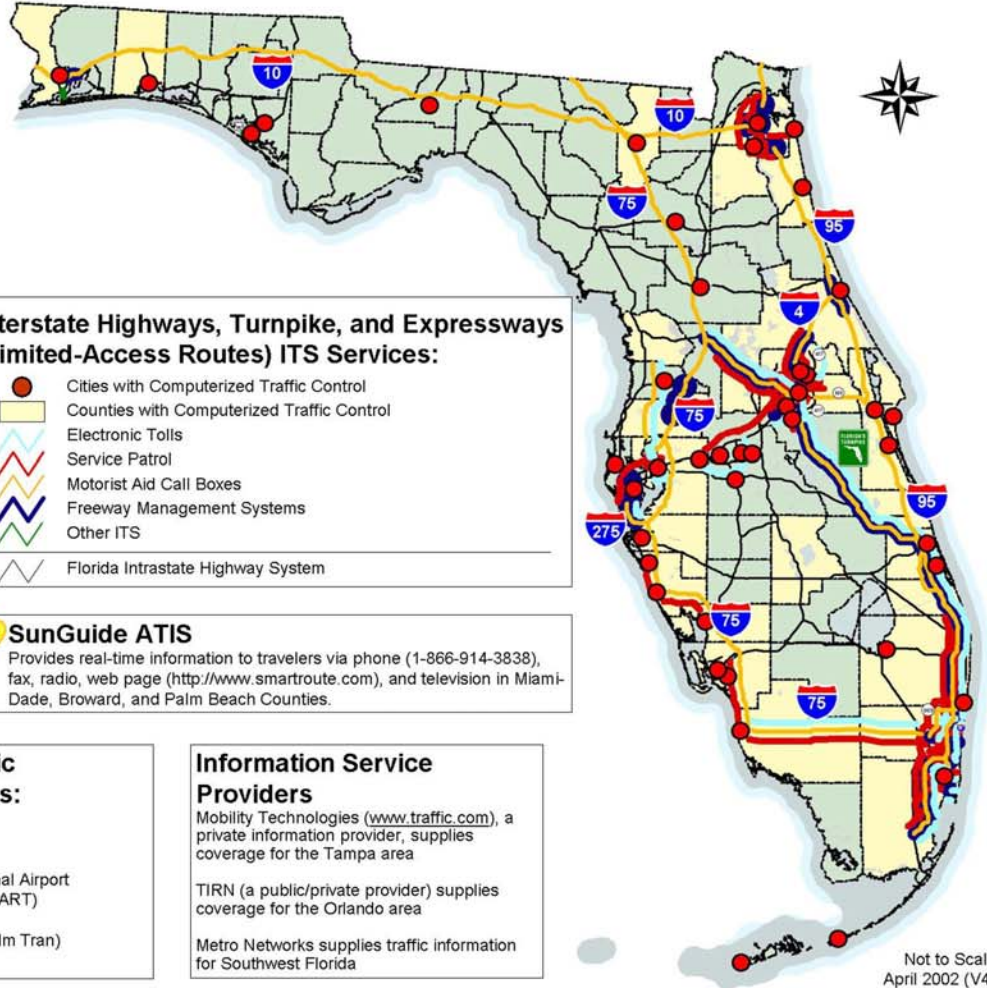 10
10
75
95
4
75
275
95
75
75
FLORIDA'S
TURNPIKE
terstate Highways, Turnpike, and Expressways
imited-Access Routes) ITS Services:
Cities with Computerized Traffic Control
Counties with Computerized Traffic Control
Electronic Tolls
Service Patrol
Motorist Aid Call Boxes
Freeway Management Systems
Other ITS
Florida Intrastate Highway System
SunGuide ATIS
Provides real-time information to travelers via phone (1-866-914-3838),
fax, radio, web page (http://www.smartroute.com), and television in Miami-
Dade, Broward, and Palm Beach Counties.
ic
s:
al Airport
ART)
lm Tran)
Information Service
Providers
Mobility Technologies (www.traffic.com), a
private information provider, supplies
coverage for the Tampa area
TIRN (a public/private provider) supplies
coverage for the Orlando area
Metro Networks supplies traffic information
for Southwest Florida
Not to Scal
April 2002 (V4